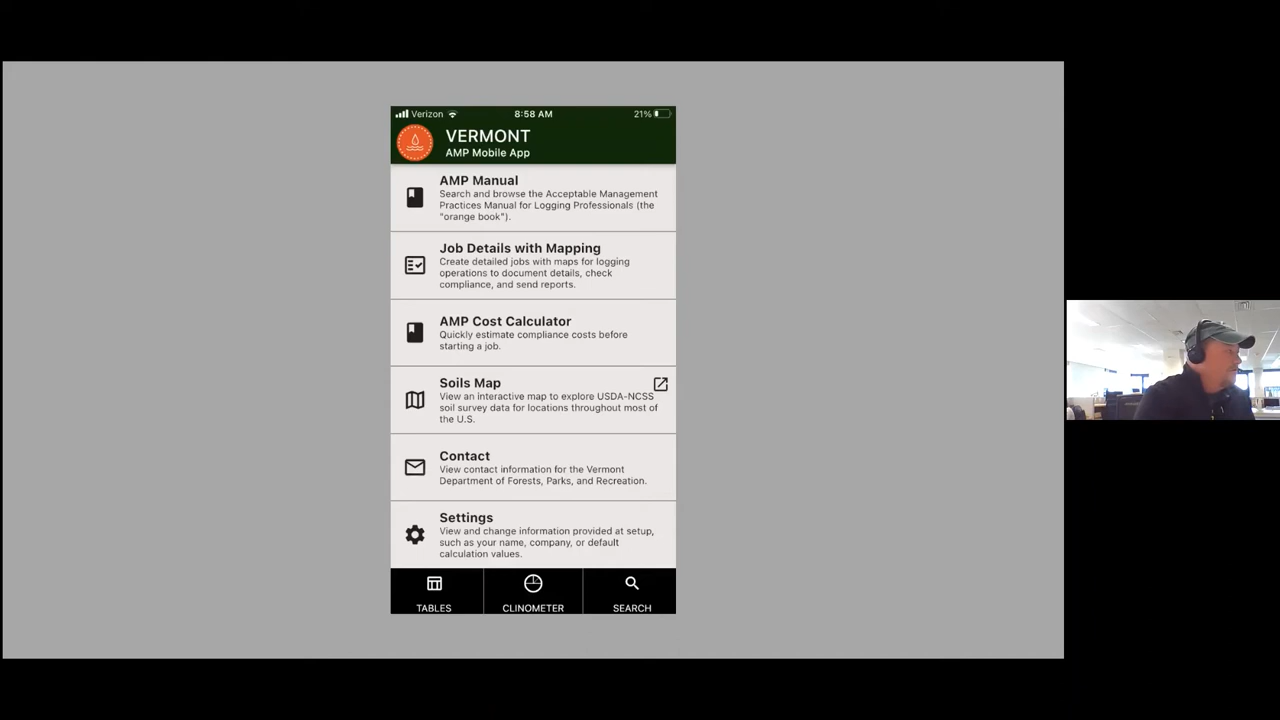 Verizon 8:58 AM 21%
VERMONT
AMP Mobile App
AMP Manual
Search and browse the Acceptable Management
Practices Manual for Logging Professionals (the
"orange book").
Job Details with Mapping
Create detailed jobs with maps for logging
operations to document details, check
compliance, and send reports.
AMP Cost Calculator
Quickly estimate compliance costs before
starting a job.
Soils Map
View an interactive map to explore USDA-NCSS
soil survey data for locations throughout most of
the U.S.
Contact
View contact information for the Vermont
Department of Forests, Parks, and Recreation.
Settings
View and change information provided at setup,
such as your name, company, or default
calculation values.
TABLES CLINOMETER SEARCH